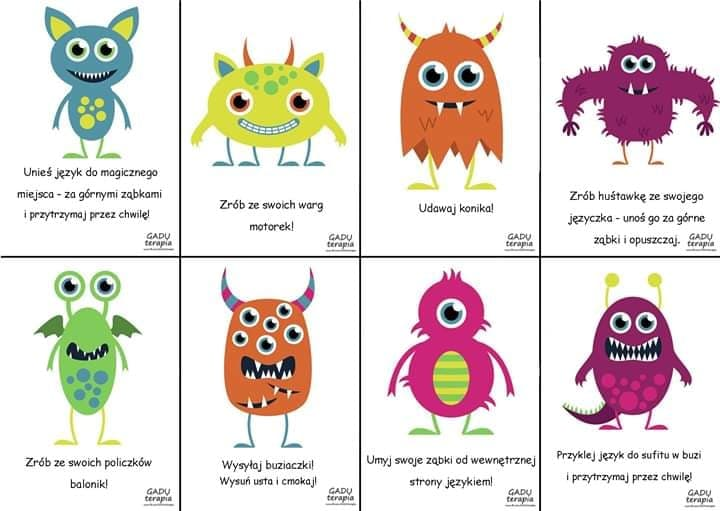 Unieś język do magicznego
miejsca - za górnymi ząbkami
i przytrzymaj przez chwilę!
GADU
terapia
Zrób ze swoich warg
motorek!
GADU
terapia
Udawaj konika!
GADU
terapia
Zrób huśtawkę ze swojego
języczka - unoś go za górne
ząbki i opuszczaj.
GADU
terapia
Zrób ze swoich policzków
balonik!
GADU
terapia
Wysyłaj buziaczki!
Wysuń usta i cmokaj!
GADU
terapia
Umyj swoje ząbki od wewnętrznej
strony językiem!
GADU
terapia
Przyklej język do sufitu w buzi
i przytrzymaj przez chwilę!
GADU
terapia